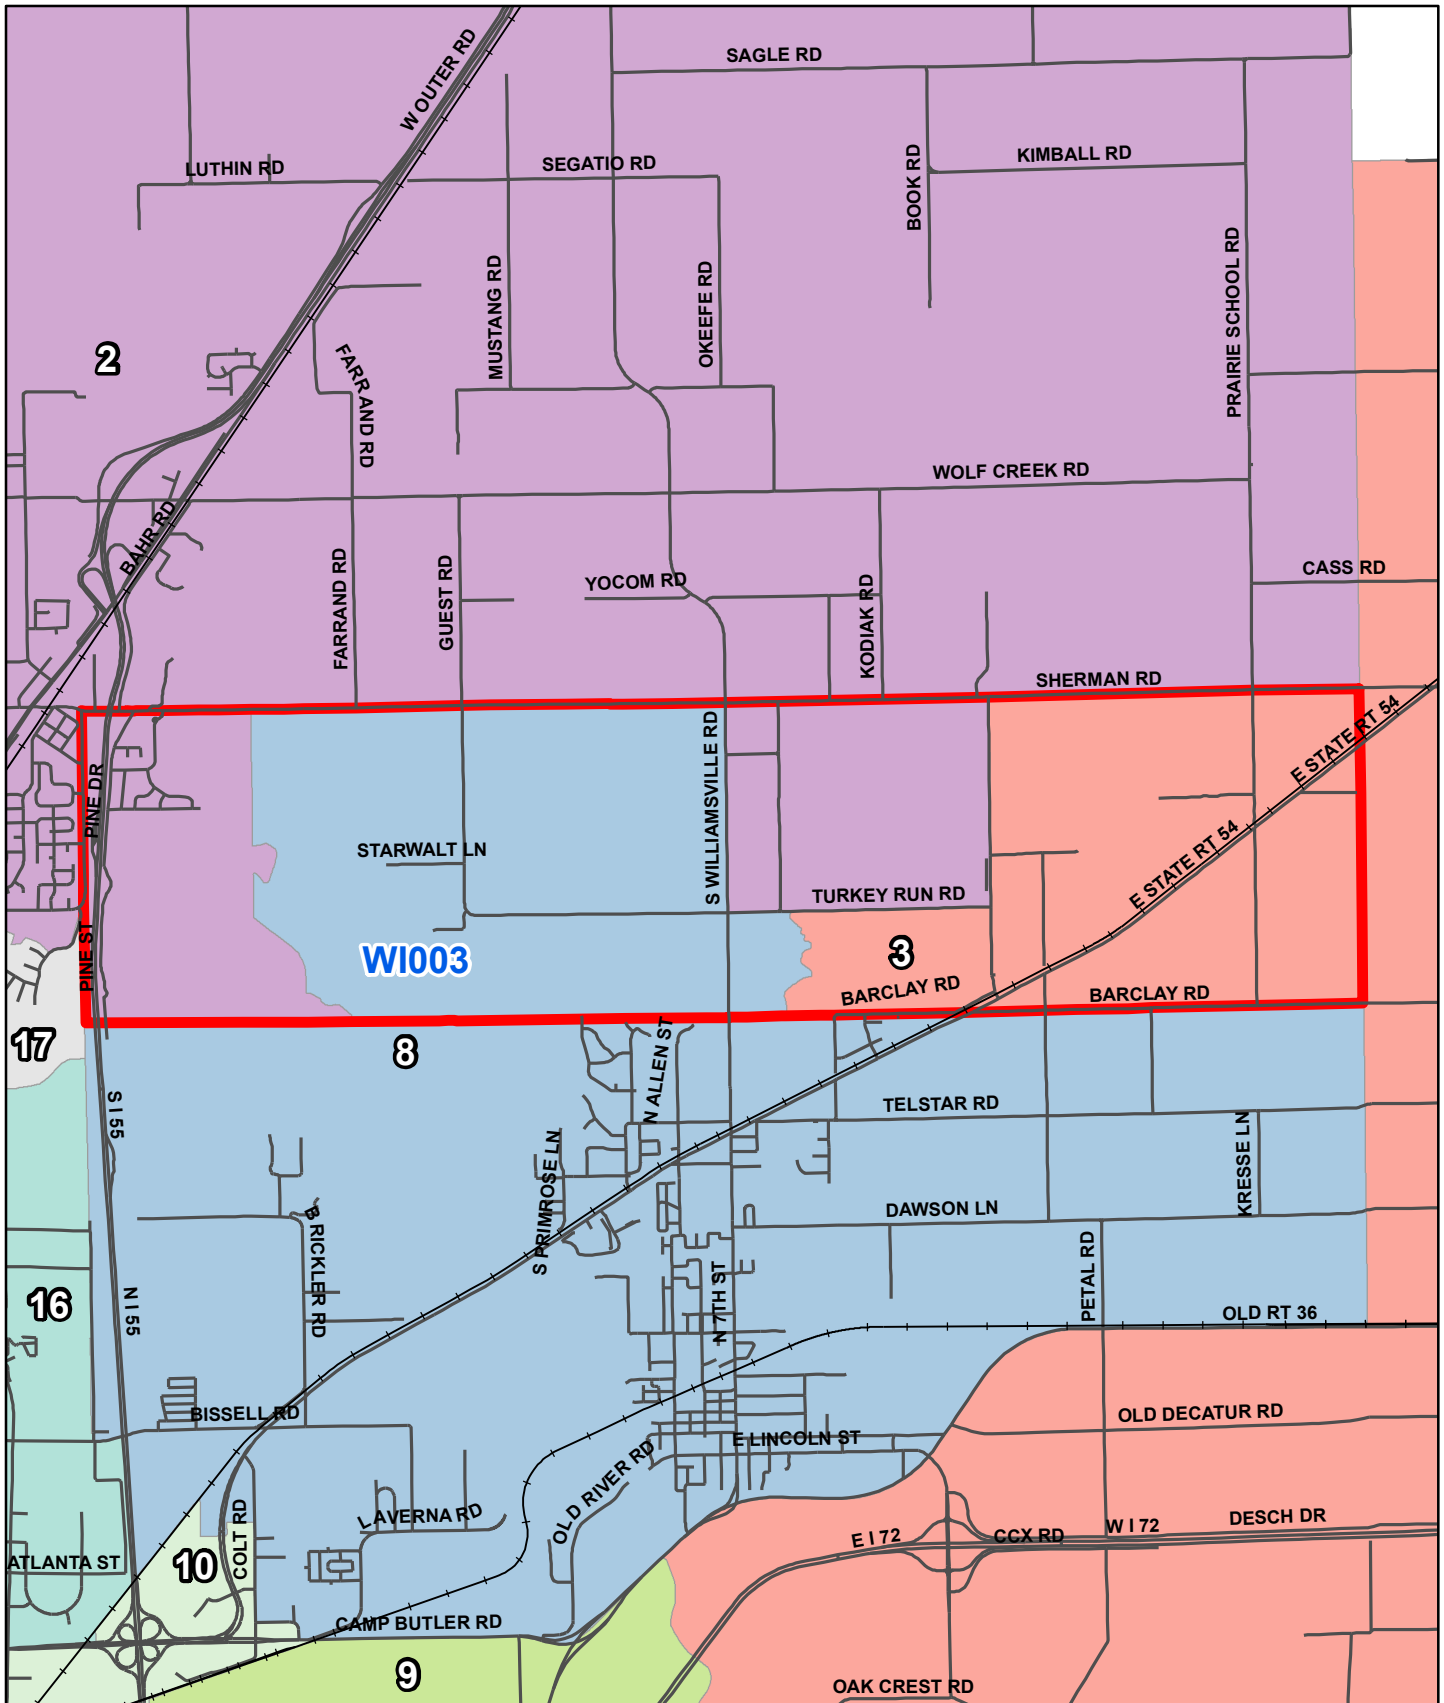 SAGLE RD
W OUTER RD
LUTHIN RD
SEGATIO RD
KIMBALL RD
BOOK RD
MUSTANG RD
OKEEFE RD
PRAIRIE SCHOOL RD
2
FARRAND RD
WOLF CREEK RD
BAHR RD
FARRAND RD
GUEST RD
YOCOM RD
KODIAK RD
CASS RD
SHERMAN RD
E STATE RT 54
PINE DR
S WILLIAMSVILLE RD
STARWALT LN
E STATE RT 54
TURKEY RUN RD
PINE ST
WI003
3
BARCLAY RD
BARCLAY RD
17
8
N ALLEN ST
S I 55
TELSTAR RD
KRESSE LN
S PRIMROSE LN
DAWSON LN
B RICKLER RD
PETAL RD
16
N I 55
N 7TH ST
OLD RT 36
BISSELL RD
OLD DECATUR RD
E LINCOLN ST
OLD RIVER RD
LAVERNA RD
COLT RD
E I 72
CCX RD
W I 72
DESCH DR
ATLANTA ST
10
CAMP BUTLER RD
9
OAK CREST RD